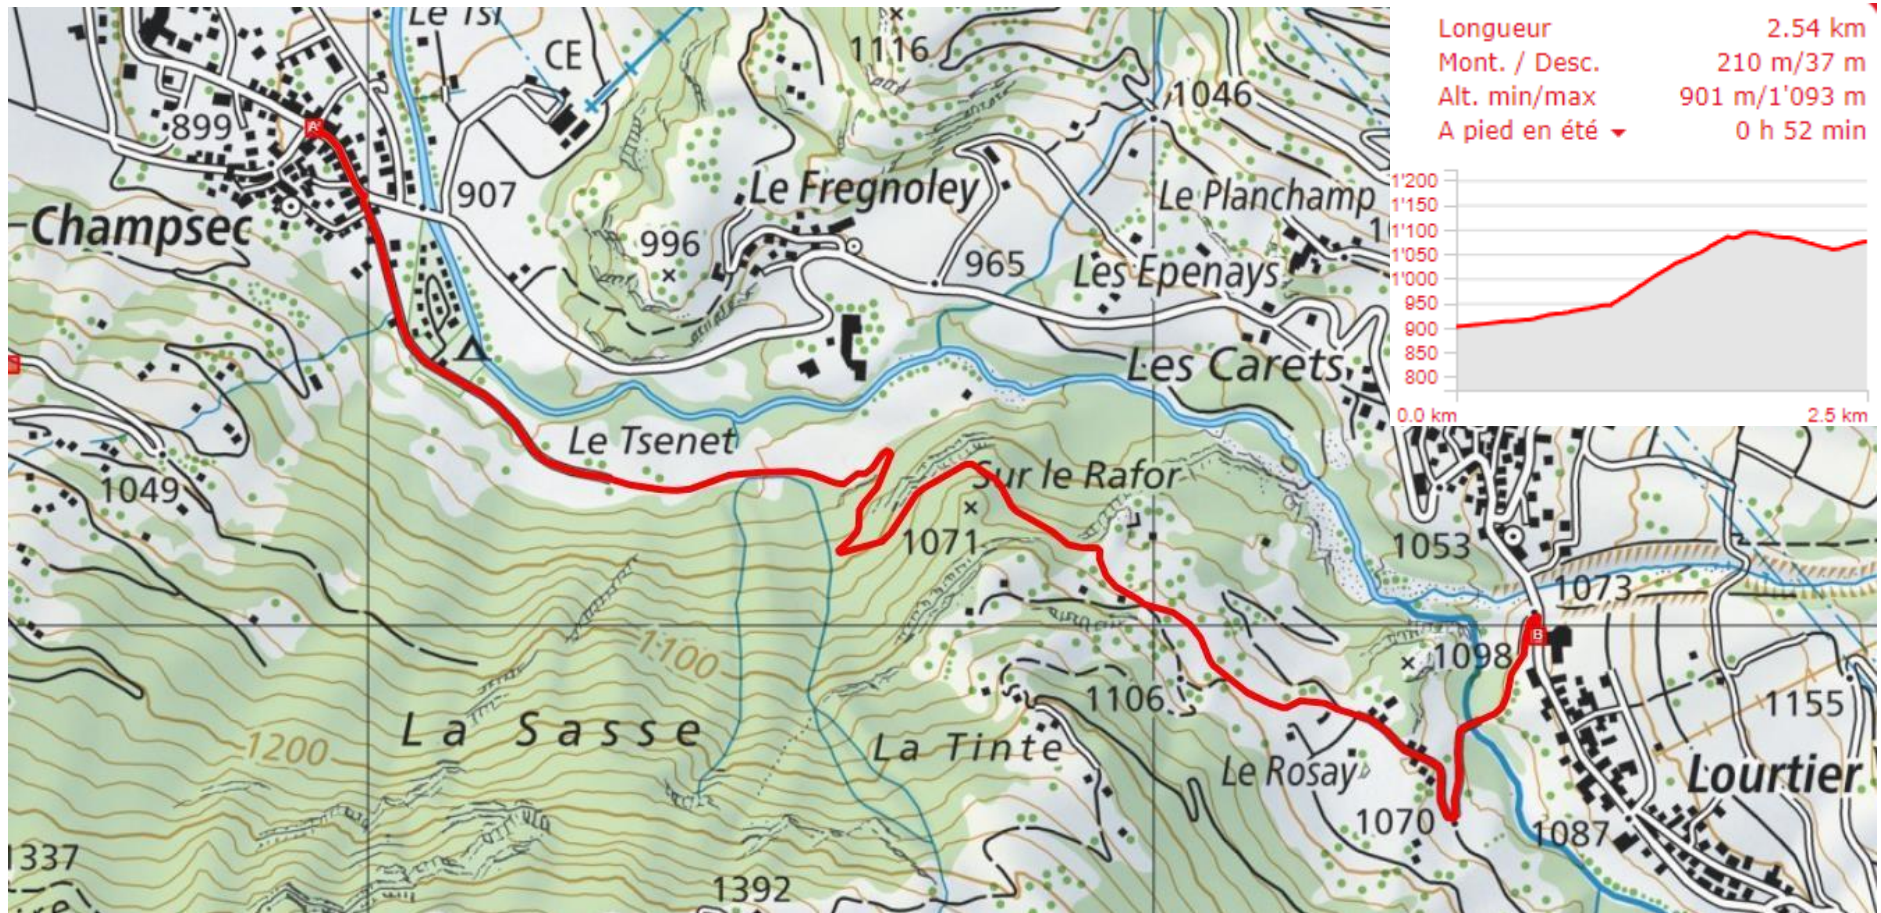 Le Tsi
CE
1116
1046
899
A
907
Le Fregnoley
Le Planchamp
Champsec
996
965
Les Epenays
Les Carets
1049
Le Tsenet
Sur le Rafor
1071
1053
1073
1100
1098
B
1106
1155
La Sasse
1200
La Tinte
Le Rosay
Lourtier
1070
1087
1337
1392
Longueur 2.54 km
Mont. / Desc. 210 m/37 m
Alt. min/max 901 m/1'093 m
A pied en été 0 h 52 min
1'200
1'150
1'100
1'050
1'000
950
900
850
800
0.0 km 2.5 km